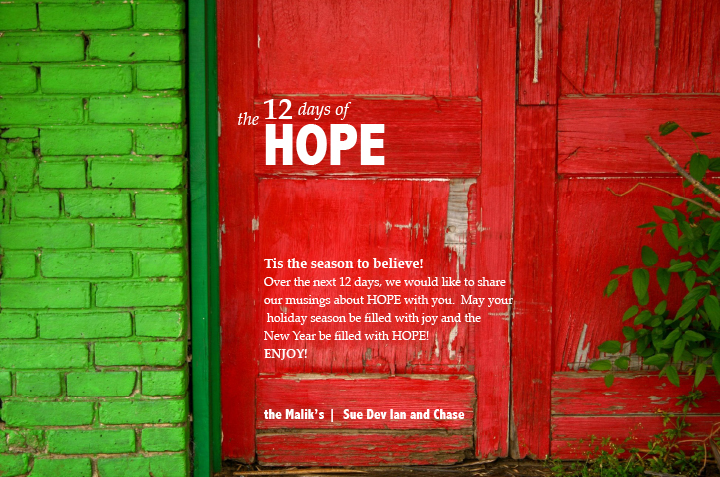 the 12 days of
HOPE
Tis the season to believe!
Over the next 12 days, we would like to share
our musings about HOPE with you.  May your
holiday season be filled with joy and the
New Year be filled with HOPE!
ENJOY!
the Malik's |  Sue Dev Ian and Chase